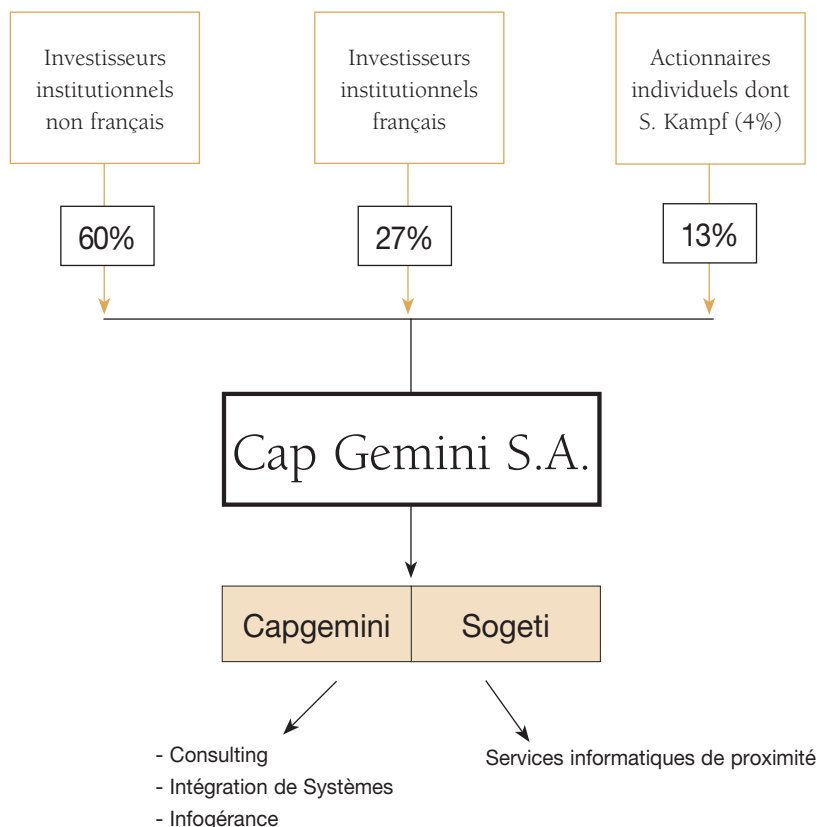 Investisseurs
institutionnels
non français
Investisseurs
institutionnels
français
Actionnaires
individuels dont
S. Kampf (4%)
60%
27%
13%
Cap Gemini S.A.
Capgemini
Sogeti
- Consulting
- Intégration de Systèmes
- Infogérance
Services informatiques de proximité